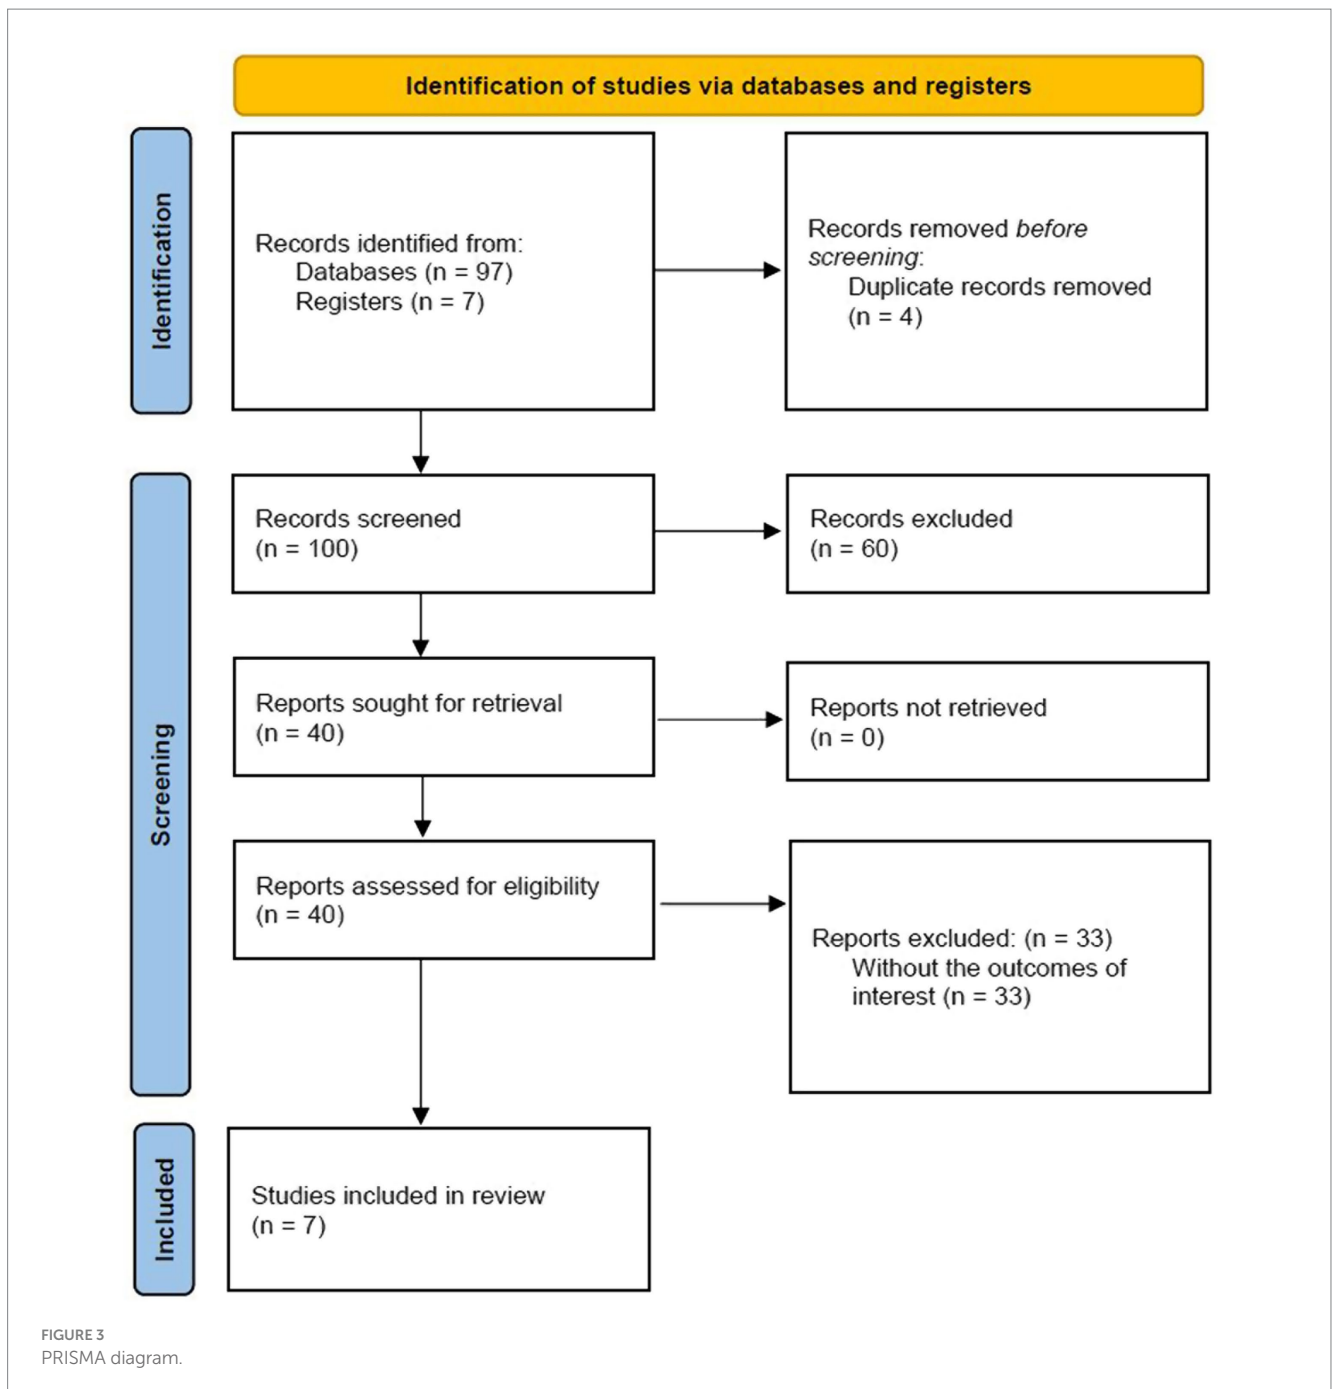 Identification of studies via databases and registers
Identification
Records identified from:
Databases (n = 97)
Registers (n = 7)
Records removed before
screening:
Duplicate records removed
(n = 4)
Screening
Records screened
(n = 100)
Records excluded
(n = 60)
Reports sought for retrieval
(n = 40)
Reports not retrieved
(n = 0)
Reports assessed for eligibility
(n = 40)
Reports excluded: (n = 33)
Without the outcomes of
interest (n = 33)
Included
Studies included in review
(n = 7)
FIGURE 3
PRISMA diagram.